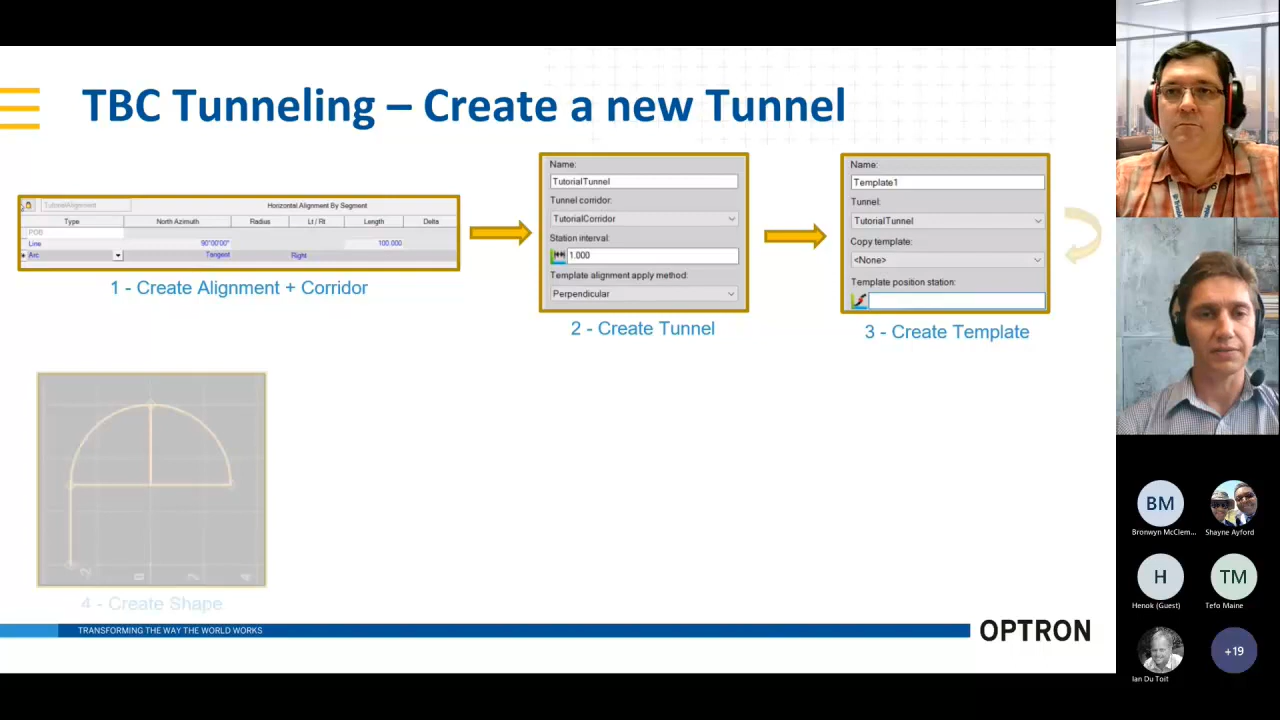 TBC Tunneling – Create a new Tunnel
TutorialAlignment
Horizontal Alignment By Segment
Type North Azimuth Radius Lt / Rt Length Delta
POB
Line 90°00'00" 100.000
Arc Tangent Right
1 - Create Alignment + Corridor
Name:
TutorialTunnel
Tunnel corridor:
TutorialCorridor
Station interval:
1.000
Template alignment apply method:
Perpendicular
2 - Create Tunnel
Name:
Template1
Tunnel:
TutorialTunnel
Copy template:
<None>
Template position station:
3 - Create Template
4 - Create Shape
TRANSFORMING THE WAY THE WORLD WORKS
OPTRON
BM
Bronwyn McClem...
Shayne Ayford
H
Henok (Guest)
TM
Tefo Maine
Ian Du Toit
+19